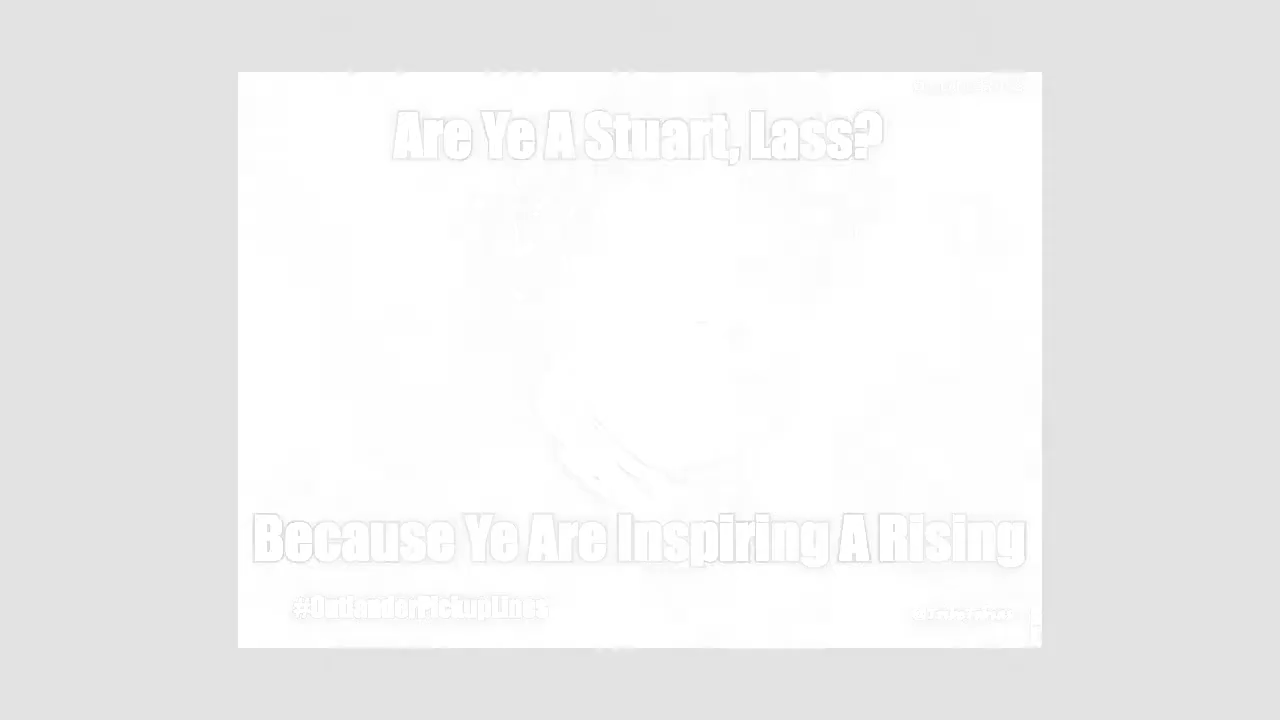 Are Ye A Stuart, Lass?
Because Ye Are Inspiring A Rising
#OutlanderPickupLines